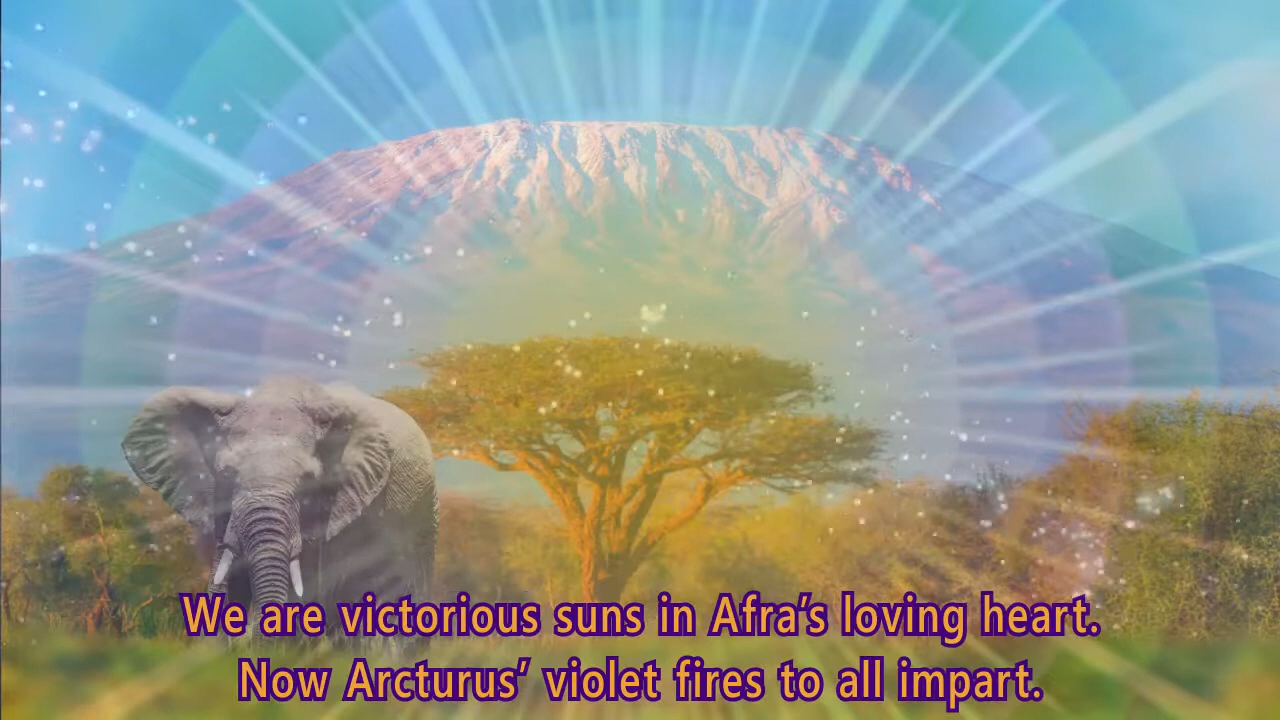 We are victorious suns in Afra’s loving heart.
Now Arcturus’ violet fires to all impart.